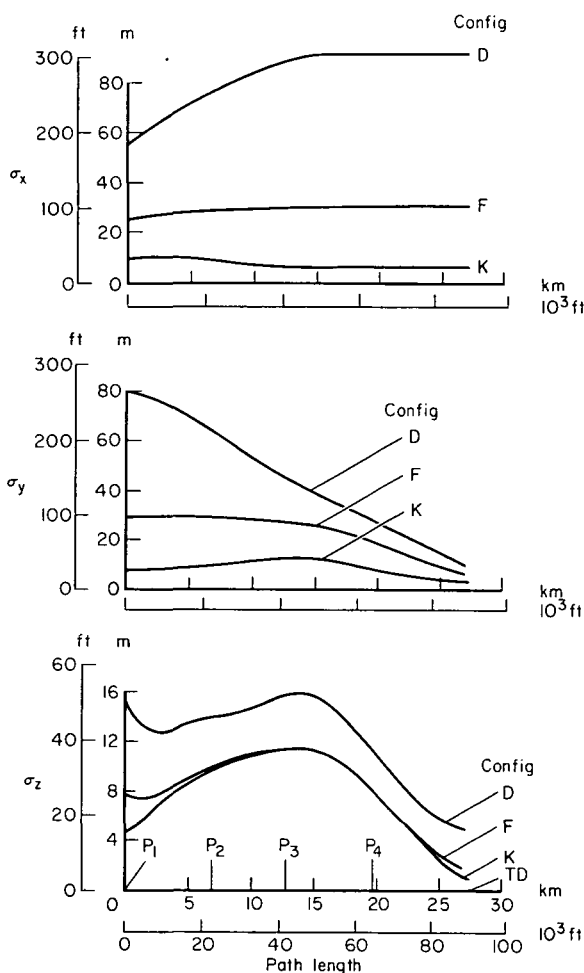 ft m Config
300 80 D
200 60
σx 40
100 F
20
0 0 K
km
10³ft
ft m
300 80 Config
D
200 60
F
σy 40 K
100
20
0 0
km
10³ft
ft m
60
16
40 12
σz Config
8 D
20
4 P1 P2 P3 P4 F
K
TD
0
0 5 10 15 20 25 30 km
0 20 40 60 80 100 10³ft
Path length